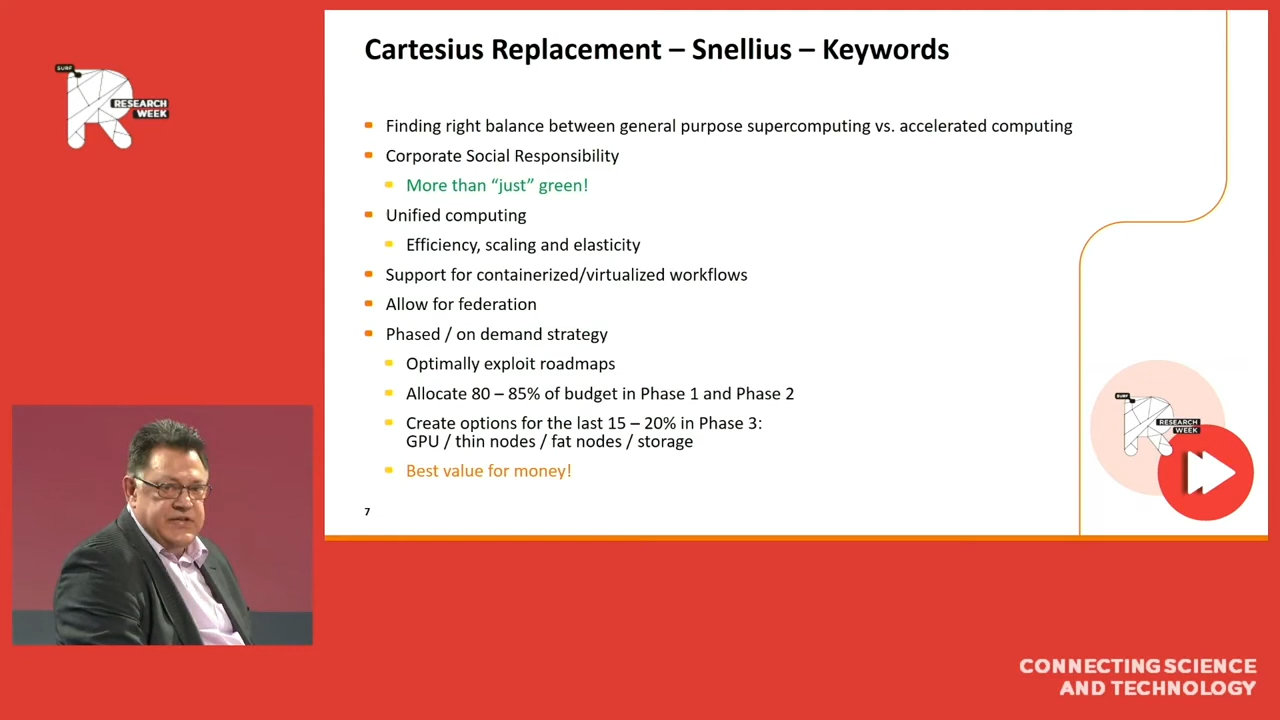 SURF
RESEARCH
WEEK
Cartesius Replacement – Snellius – Keywords
Finding right balance between general purpose supercomputing vs. accelerated computing
Corporate Social Responsibility
More than “just” green!
Unified computing
Efficiency, scaling and elasticity
Support for containerized/virtualized workflows
Allow for federation
Phased / on demand strategy
Optimally exploit roadmaps
Allocate 80 – 85% of budget in Phase 1 and Phase 2
Create options for the last 15 – 20% in Phase 3:
GPU / thin nodes / fat nodes / storage
Best value for money!
7
SURF
RESEARCH
WEEK
CONNECTING SCIENCE
AND TECHNOLOGY